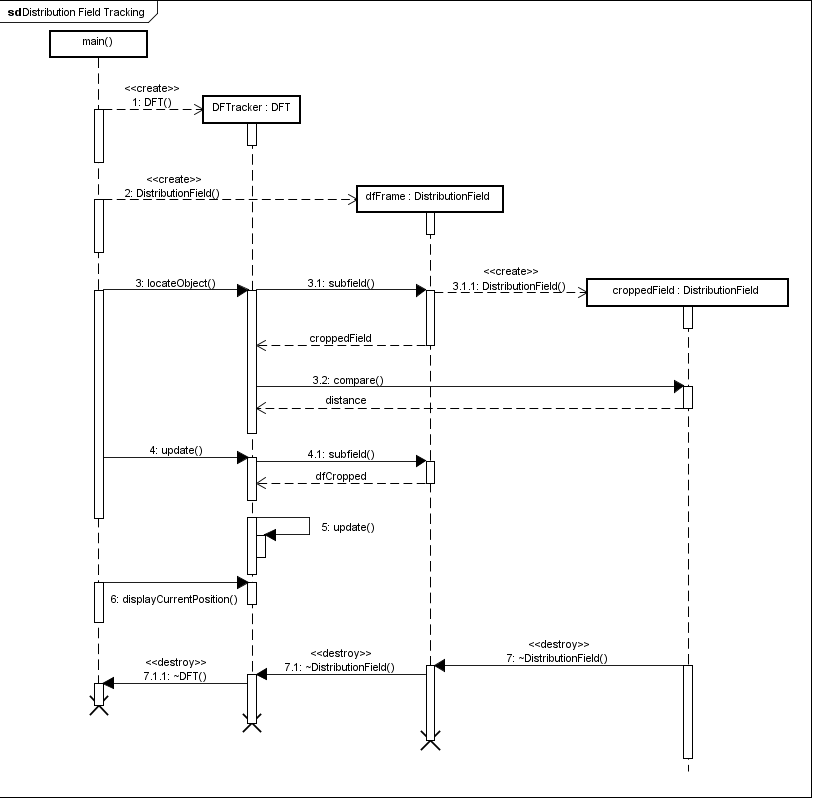 sdDistribution Field Tracking
main()
<<create>>
1: DFT()
DFTracker : DFT
<<create>>
2: DistributionField()
dfFrame : DistributionField
3: locateObject()
3.1: subfield()
<<create>>
3.1.1: DistributionField()
croppedField : DistributionField
croppedField
3.2: compare()
distance
4: update()
4.1: subfield()
dfCropped
5: update()
6: displayCurrentPosition()
<<destroy>>
7: ~DistributionField()
<<destroy>>
7.1: ~DistributionField()
<<destroy>>
7.1.1: ~DFT()